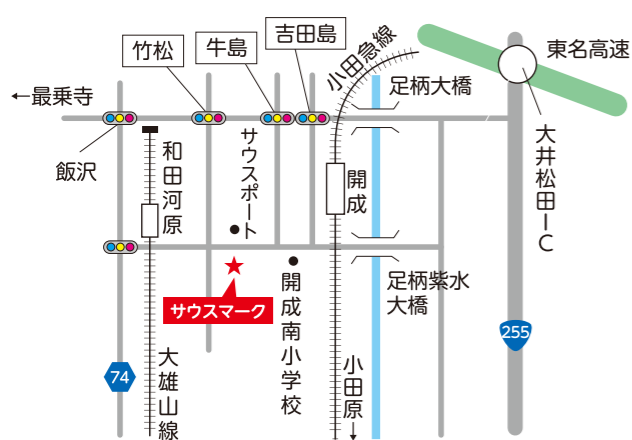 吉田島
牛島
竹松
小田急線
東名高速
足柄大橋
←最乗寺
飯沢
和田河原
サウスポート
開成
大井松田IC
足柄紫水
大橋
サウスマーク
開成南小学校
255
74
大雄山線
小田原↓